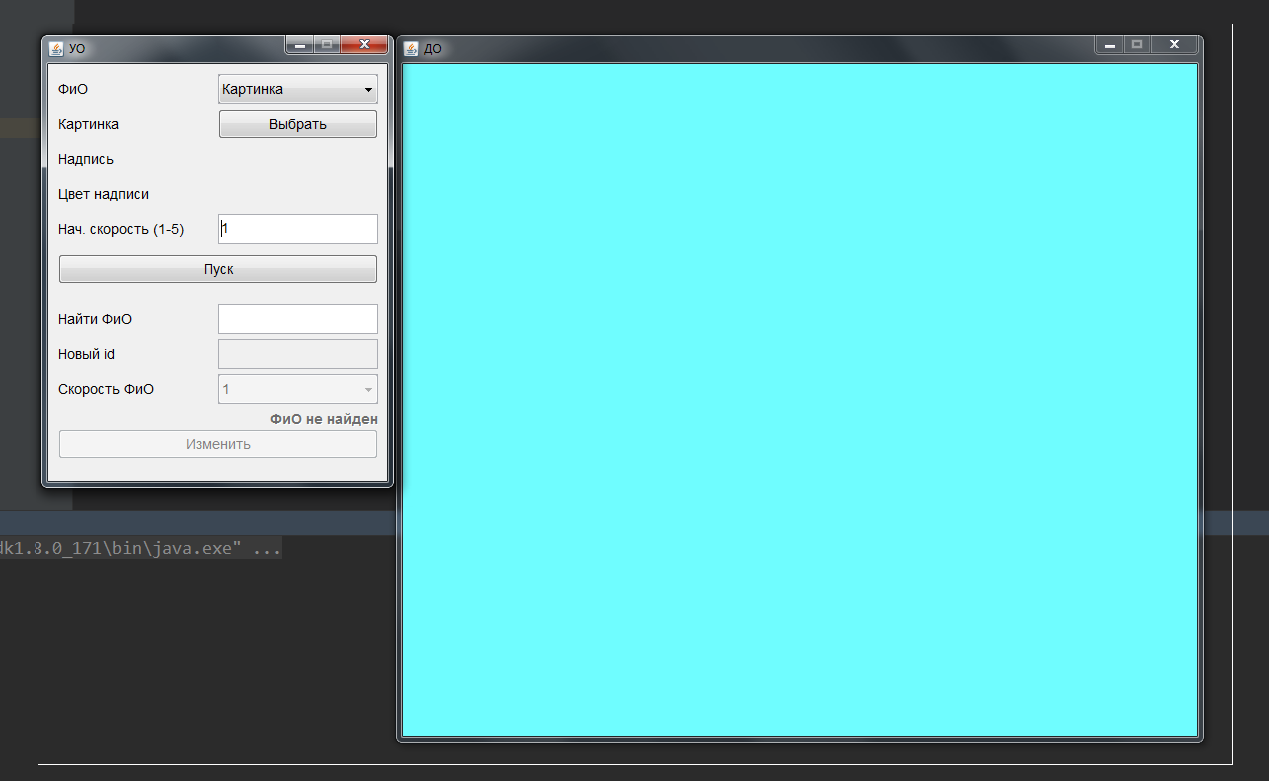 УО
ФиО Картинка
Картинка Выбрать
Надпись
Цвет надписи
Нач. скорость (1-5) 1
Пуск
Найти ФиО
Новый id
Скорость ФиО 1
ФиО не найден
Изменить
ДО
dk1.8.0_171\bin\java.exe" ...